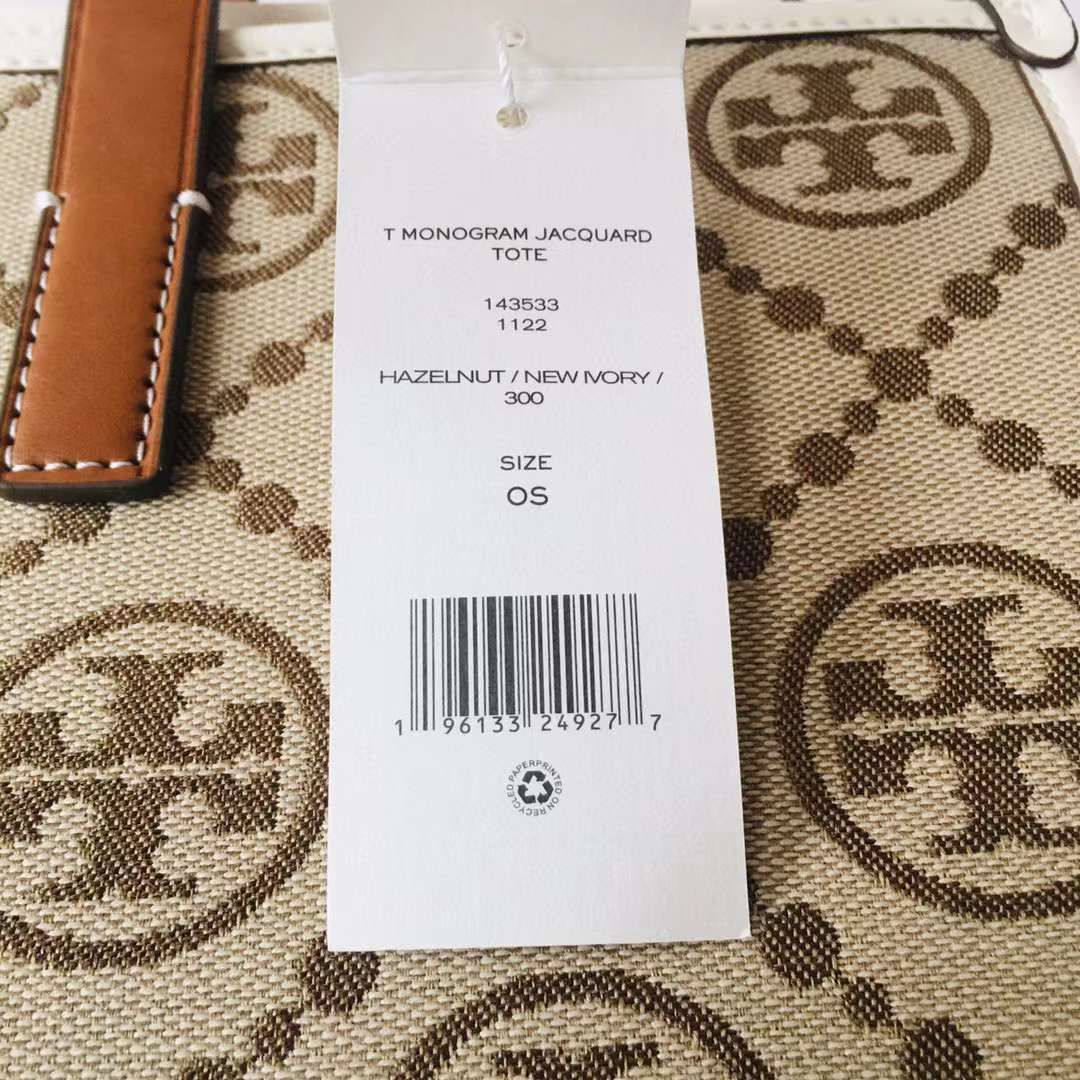 T MONOGRAM JACQUARD
TOTE
143533
1122
HAZELNUT / NEW IVORY /
300
SIZE
OS
1 96133 24927 7
PRINTED ON RECYCLED PAPER